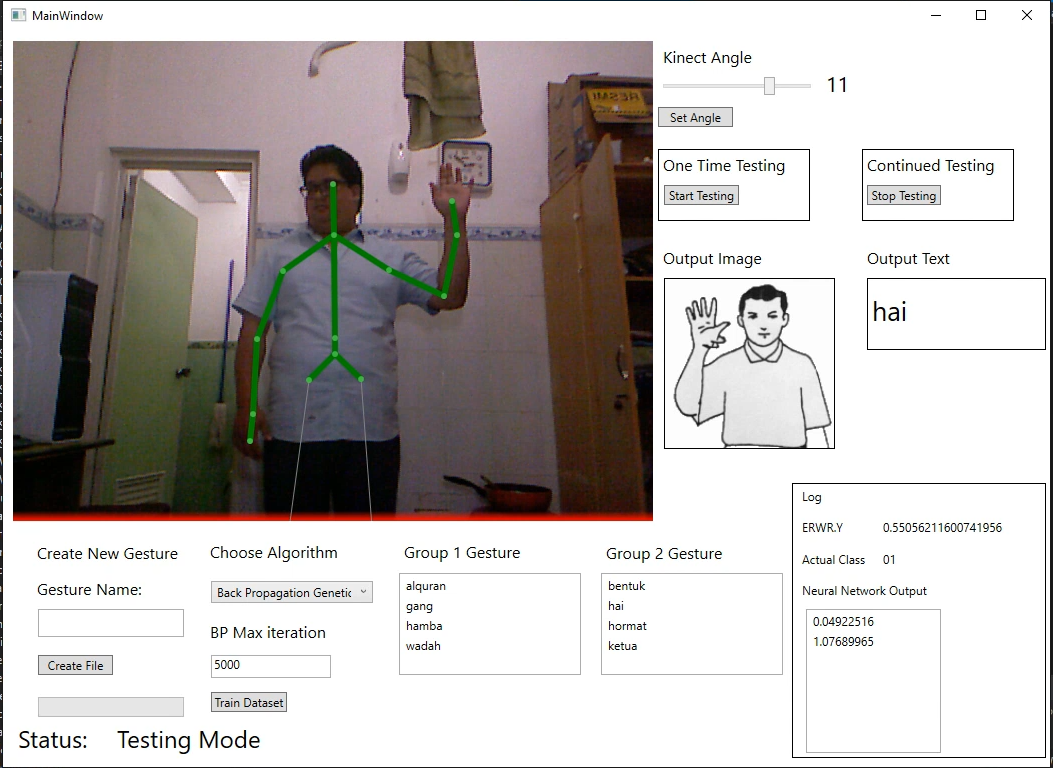 MainWindow
Kinect Angle
11
Set Angle
One Time Testing
Start Testing
Continued Testing
Stop Testing
Output Image
Output Text
hai
Create New Gesture
Gesture Name:
Create File
Choose Algorithm
Back Propagation Genetic
BP Max iteration
5000
Train Dataset
Group 1 Gesture
alquran
gang
hamba
wadah
Group 2 Gesture
bentuk
hai
hormat
ketua
Log
ERWR.Y 0.55056211600741956
Actual Class 01
Neural Network Output
0.04922516
1.07689965
Status: Testing Mode